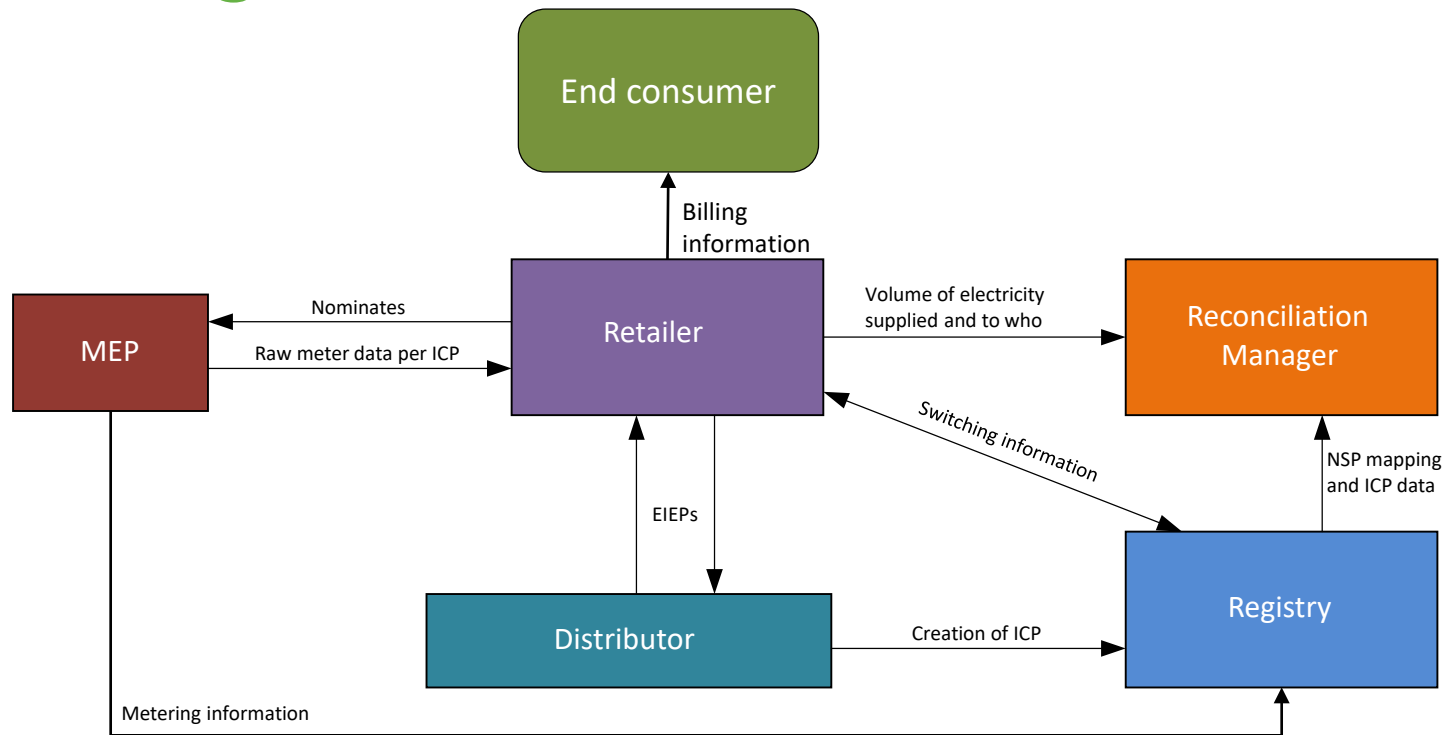 End consumer
Billing
information
Nominates
MEP
Raw meter data per ICP
Retailer
Volume of electricity
supplied and to who
Reconciliation
Manager
Switching information
NSP mapping
and ICP data
EIEPs
Distributor
Creation of ICP
Registry
Metering information